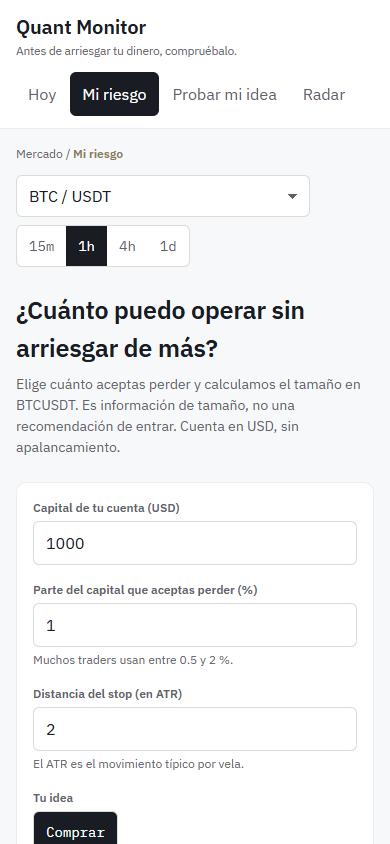 Quant Monitor
Antes de arriesgar tu dinero, compruébalo.
Hoy Mi riesgo Probar mi idea Radar
Mercado / Mi riesgo
BTC / USDT
15m 1h 4h 1d
¿Cuánto puedo operar sin
arriesgar de más?
Elige cuánto aceptas perder y calculamos el tamaño en
BTCUSDT. Es información de tamaño, no una
recomendación de entrar. Cuenta en USD, sin
apalancamiento.
Capital de tu cuenta (USD)
1000
Parte del capital que aceptas perder (%)
1
Muchos traders usan entre 0.5 y 2 %.
Distancia del stop (en ATR)
2
El ATR es el movimiento típico por vela.
Tu idea
Comprar